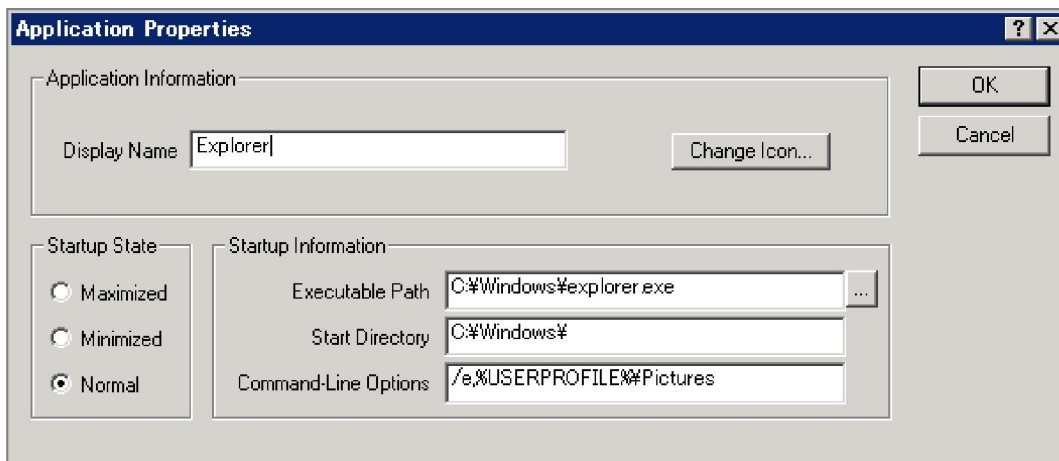 Application Properties
Application Information
OK
Display Name Explorer
Change Icon...
Cancel
Startup State
Startup Information
Maximized
Executable Path C:¥Windows¥explorer.exe ...
Minimized
Start Directory C:¥Windows¥
Normal
Command-Line Options /e,%USERPROFILE%¥Pictures